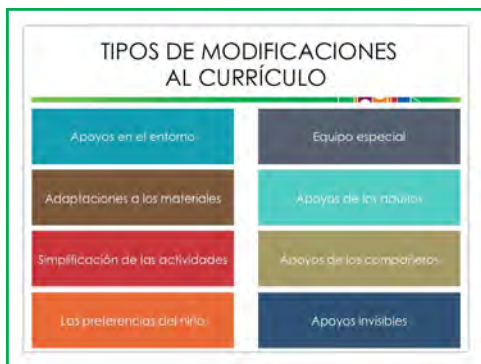 TIPOS DE MODIFICACIONES
AL CURRÍCULO
Apoyos en el entorno
Equipo especial
Adaptaciones a los materiales
Apoyos de los adultos
Simplificación de las actividades
Apoyos de los compañeros
Las preferencias del niño
Apoyos invisibles